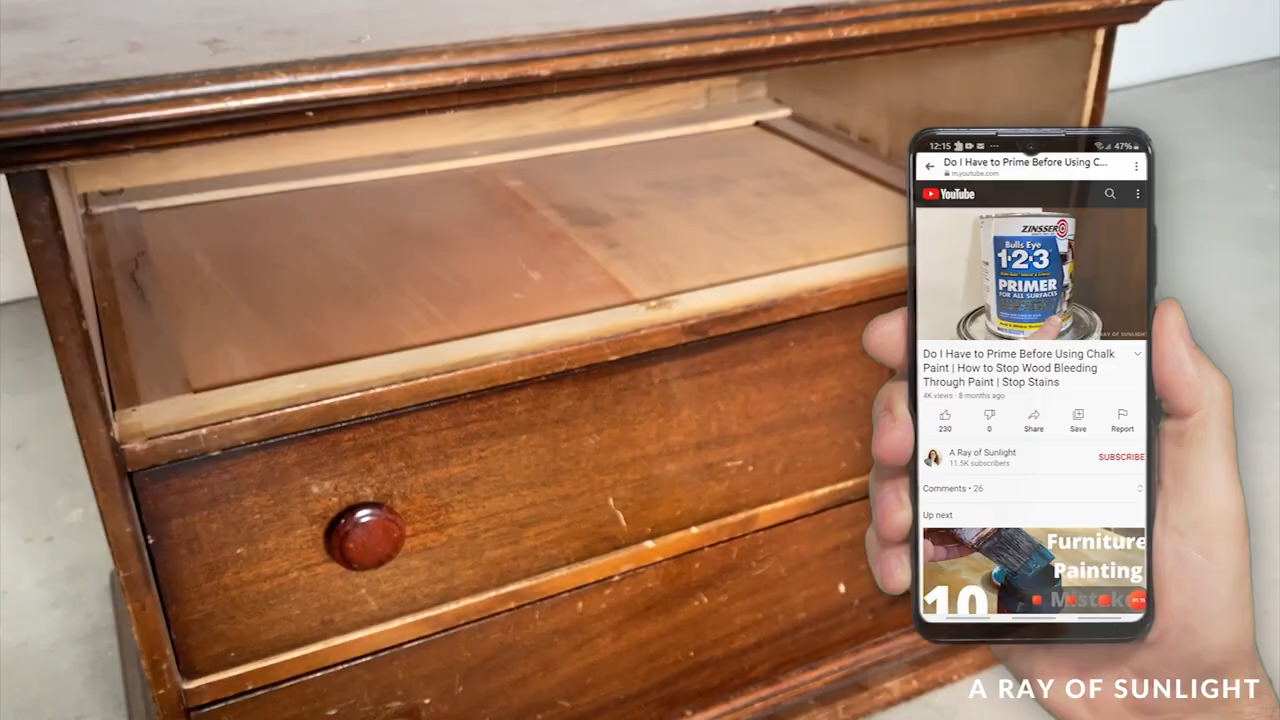 12:15 47%
Do I Have to Prime Before Using C...
m.youtube.com
YouTube
ZINSSER
Bulls Eye
1-2-3
PRIMER
FOR ALL SURFACES
A RAY OF SUNLIGHT
Do I Have to Prime Before Using Chalk
Paint | How to Stop Wood Bleeding
Through Paint | Stop Stains
4K views · 8 months ago
230 0 Share Save Report
A Ray of Sunlight
11.5K subscribers
SUBSCRIBE
Comments • 26
Up next
Furniture
Painting
10
A RAY OF SUNLIGHT